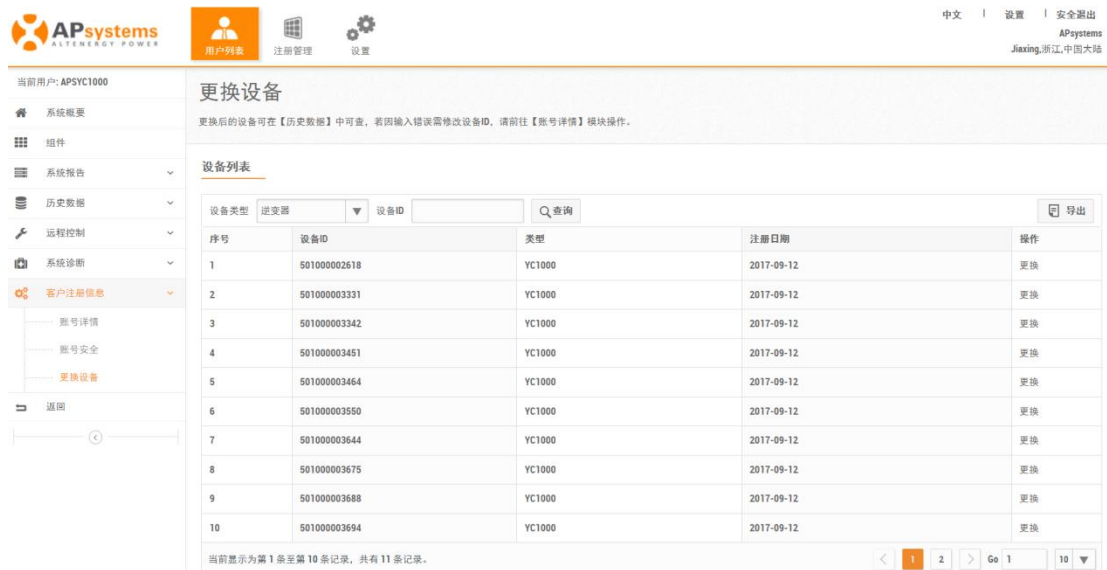 APsystems
ALTENERGY POWER
用户列表
注册管理
设置
中文 | 设置 | 安全退出
APsystems
Jiaxing,浙江,中国大陆
当前用户: APSYC1000
系统概要
组件
系统报告
历史数据
远程控制
系统诊断
客户注册信息
账号详情
账号安全
更换设备
返回
更换设备
更换后的设备可在【历史数据】中可查，若因输入错误需修改设备ID，请前往【账号详情】模块操作。
设备列表
设备类型 逆变器 设备ID 查询 导出
序号 设备ID 类型 注册日期 操作
1 501000002618 YC1000 2017-09-12 更换
2 501000003331 YC1000 2017-09-12 更换
3 501000003342 YC1000 2017-09-12 更换
4 501000003451 YC1000 2017-09-12 更换
5 501000003464 YC1000 2017-09-12 更换
6 501000003550 YC1000 2017-09-12 更换
7 501000003644 YC1000 2017-09-12 更换
8 501000003675 YC1000 2017-09-12 更换
9 501000003688 YC1000 2017-09-12 更换
10 501000003694 YC1000 2017-09-12 更换
当前显示为第 1 条至第 10 条记录，共有 11 条记录。 1 2 Go 1 10